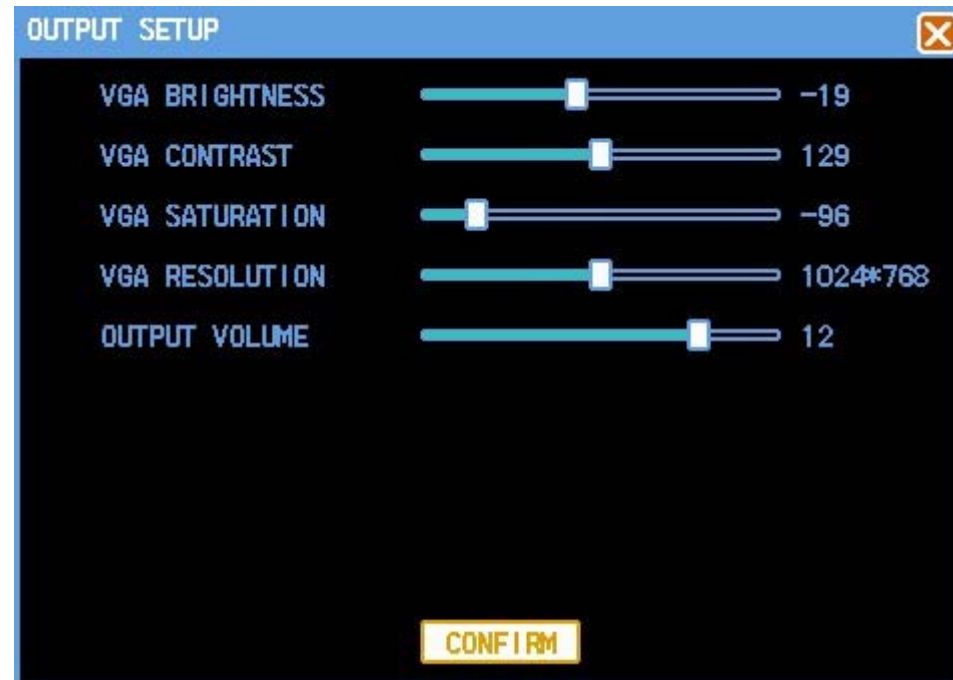 OUTPUT SETUP
VGA BRIGHTNESS -19
VGA CONTRAST 129
VGA SATURATION -96
VGA RESOLUTION 1024*768
OUTPUT VOLUME 12
CONFIRM